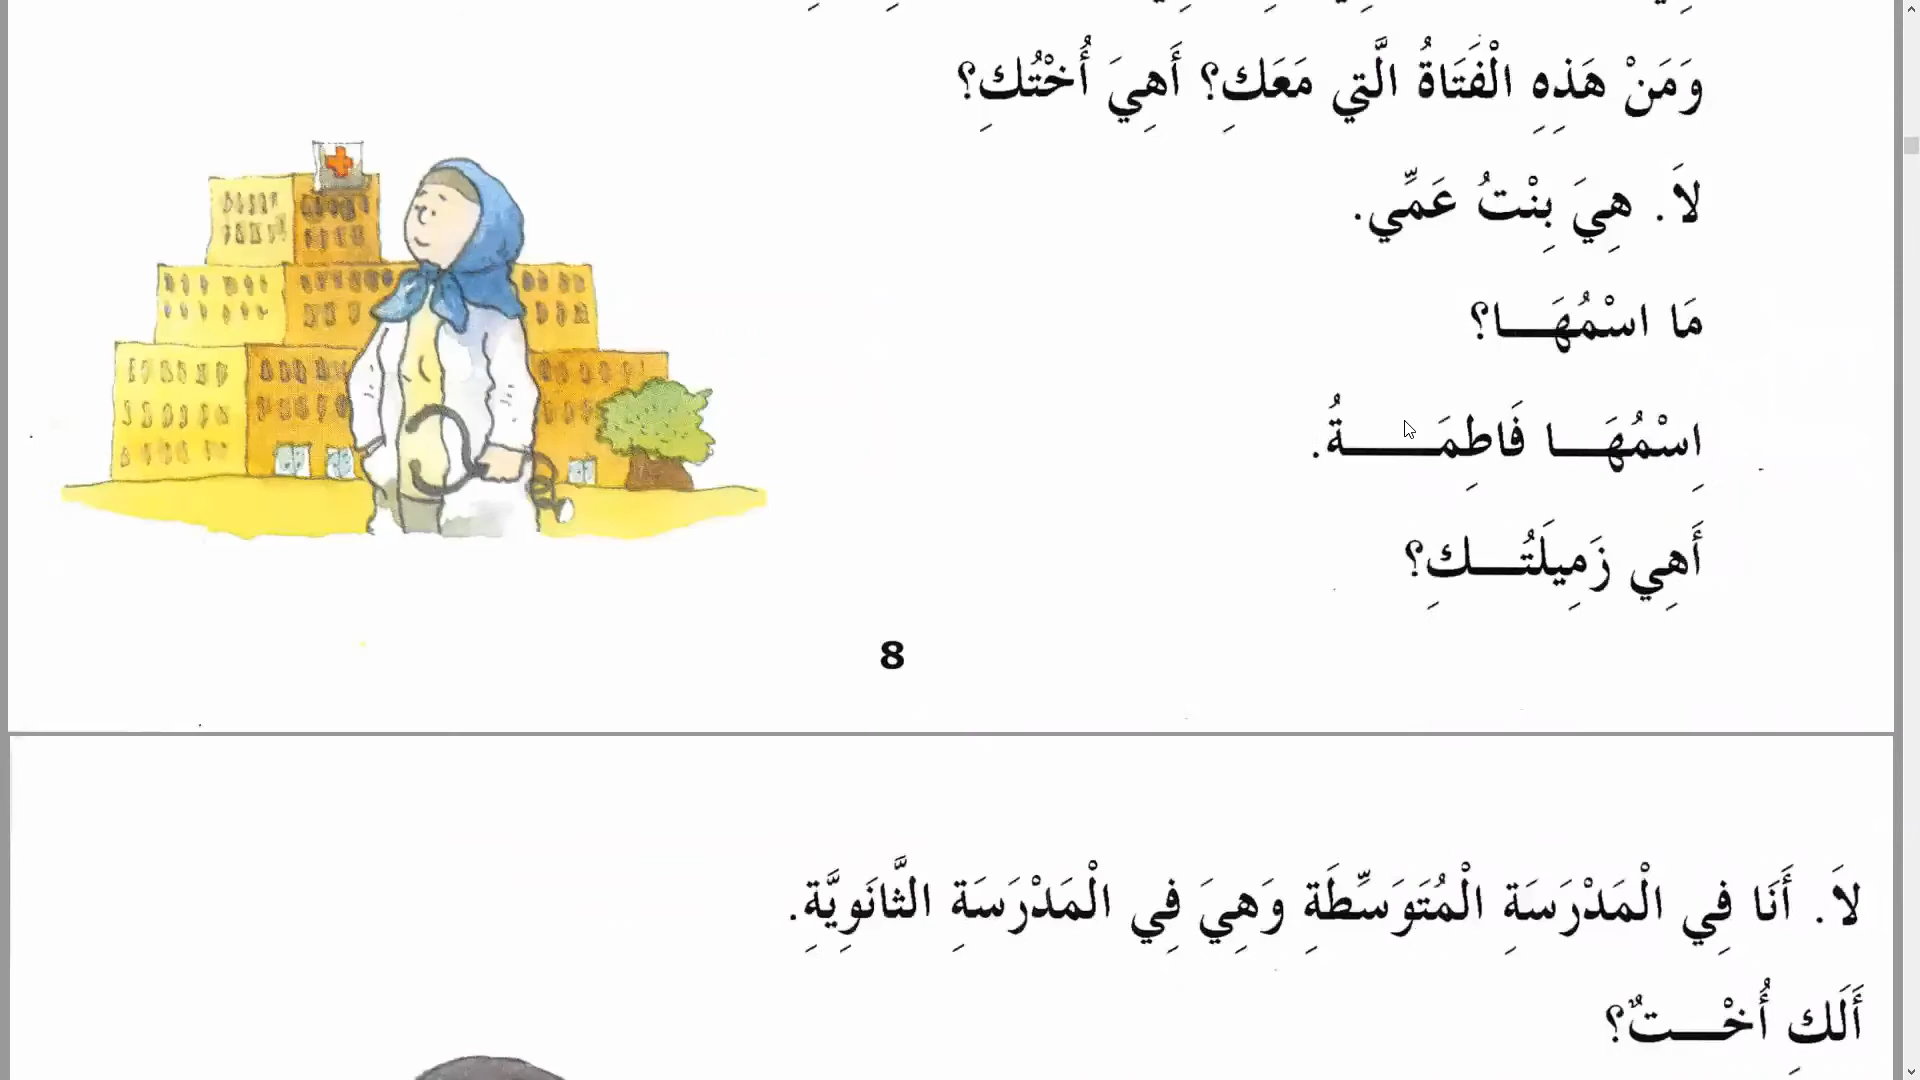 وَمَنْ هَذِهِ الْفَتَاةُ الَّتِي مَعَكِ؟ أَهِيَ أُخْتُكِ؟
لاَ. هِيَ بِنْتُ عَمِّي.
مَا اسْمُهَـــا؟
اِسْمُهَـــا فَاطِمَـــــةُ.
أَهِي زَمِيلَتُـــكِ؟
8
لاَ. أَنَا فِي الْمَدْرَسَةِ الْمُتَوَسِّطَةِ وَهِيَ فِي الْمَدْرَسَةِ الثَّانَوِيَّةِ.
أَلَكِ أُخْـــتٌ؟